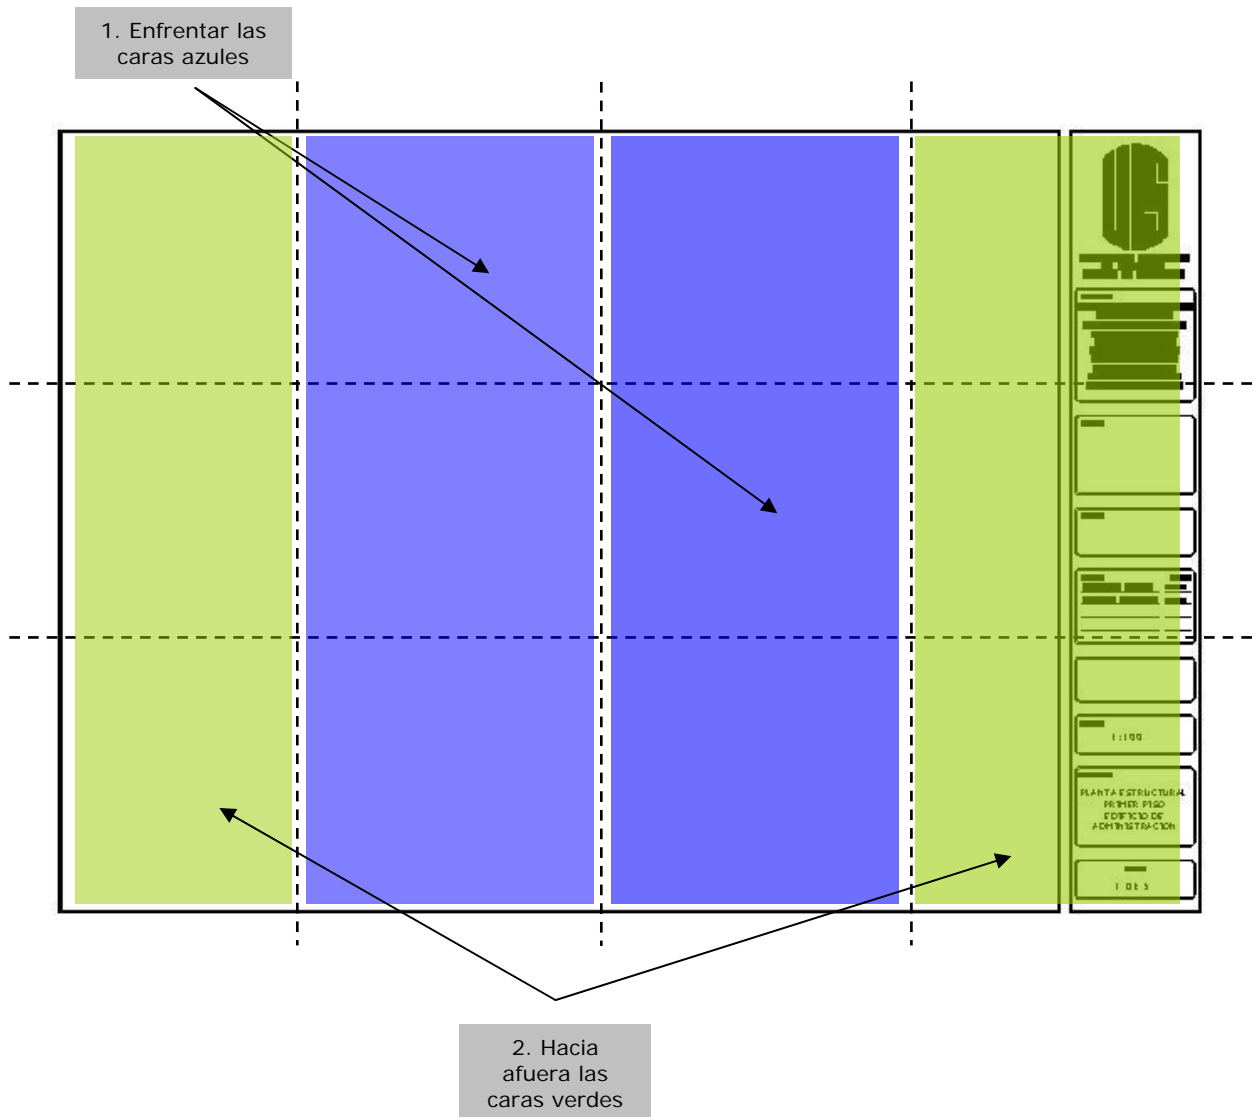 1. Enfrentar las
caras azules
1:100
PLANTA ESTRUCTURAL
PRIMER PISO
EDIFICIO DE
ADMINISTRACION
1 DE 5
2. Hacia
afuera las
caras verdes